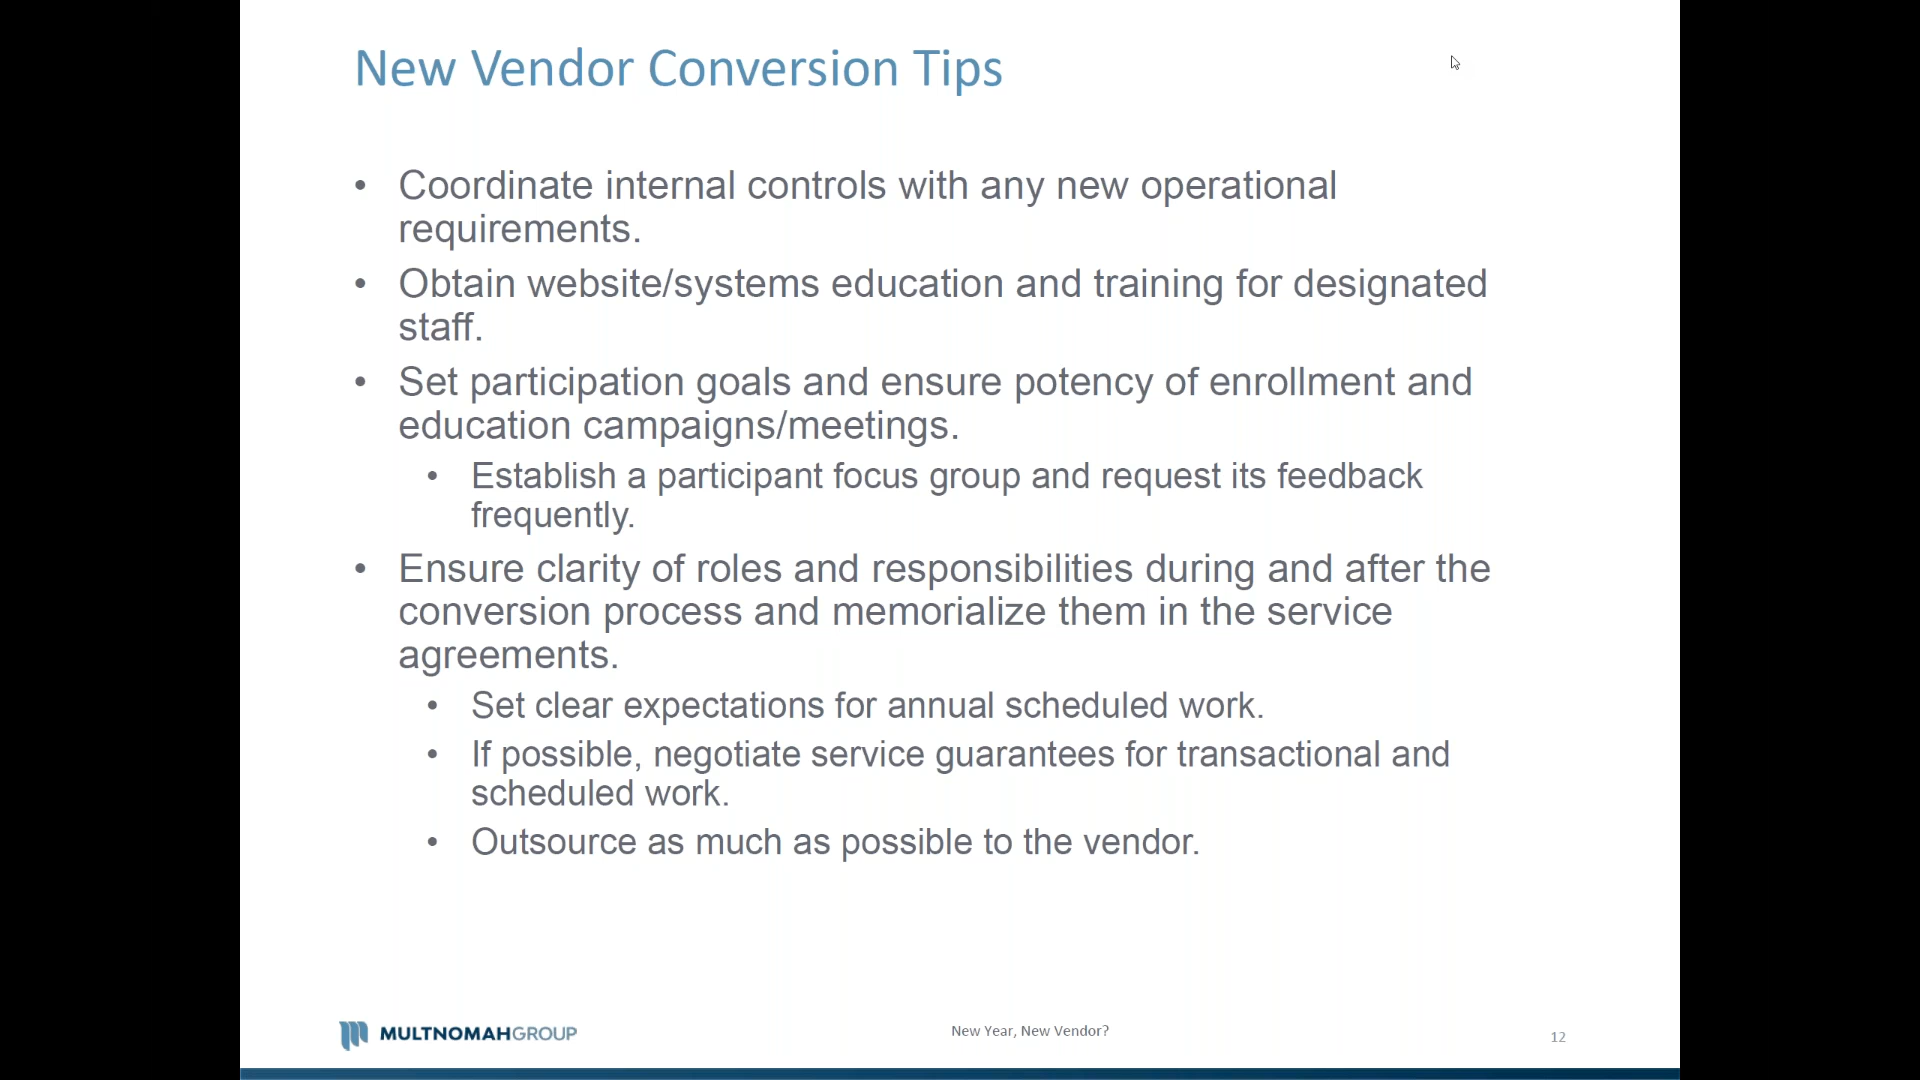 New Vendor Conversion Tips
• Coordinate internal controls with any new operational
requirements.
• Obtain website/systems education and training for designated
staff.
• Set participation goals and ensure potency of enrollment and
education campaigns/meetings.
• Establish a participant focus group and request its feedback
frequently.
• Ensure clarity of roles and responsibilities during and after the
conversion process and memorialize them in the service
agreements.
• Set clear expectations for annual scheduled work.
• If possible, negotiate service guarantees for transactional and
scheduled work.
• Outsource as much as possible to the vendor.
MULTNOMAHGROUP
New Year, New Vendor?
12